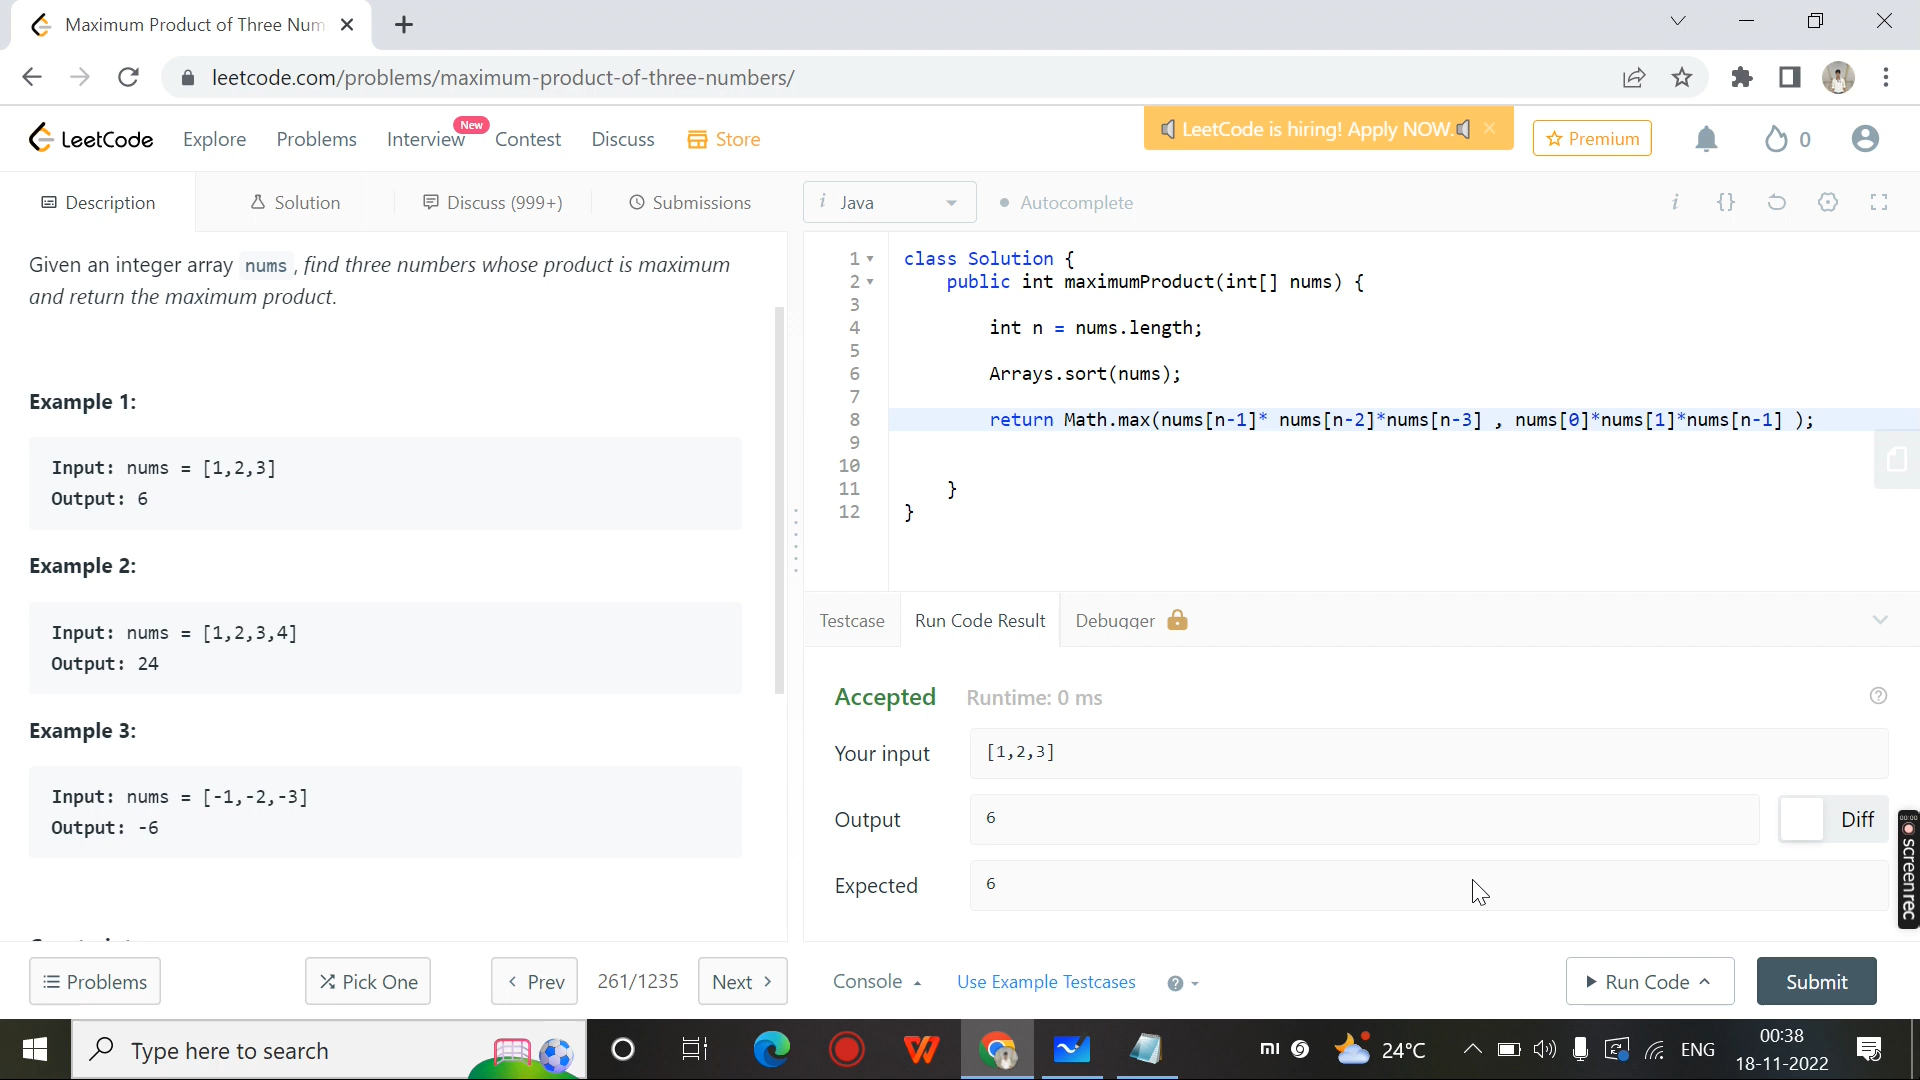 Maximum Product of Three Num
leetcode.com/problems/maximum-product-of-three-numbers/
LeetCode
Explore
Problems
Interview
New
Contest
Discuss
Store
LeetCode is hiring! Apply NOW.
Premium
0
Description
Solution
Discuss (999+)
Submissions
i Java
Autocomplete
i
{}
Given an integer array nums, find three numbers whose product is maximum
and return the maximum product.
Example 1:
Input: nums = [1,2,3]
Output: 6
Example 2:
Input: nums = [1,2,3,4]
Output: 24
Example 3:
Input: nums = [-1,-2,-3]
Output: -6
1 class Solution {
2 public int maximumProduct(int[] nums) {
3
4 int n = nums.length;
5
6 Arrays.sort(nums);
7
8 return Math.max(nums[n-1]* nums[n-2]*nums[n-3] , nums[0]*nums[1]*nums[n-1] );
9
10
11 }
12 }
Testcase
Run Code Result
Debugger
Accepted
Runtime: 0 ms
Your input
[1,2,3]
Output
6
Diff
Expected
6
00:00
screenrec
Problems
Pick One
Prev
261/1235
Next
Console
Use Example Testcases
Run Code
Submit
Type here to search
24°C
ENG
00:38
18-11-2022